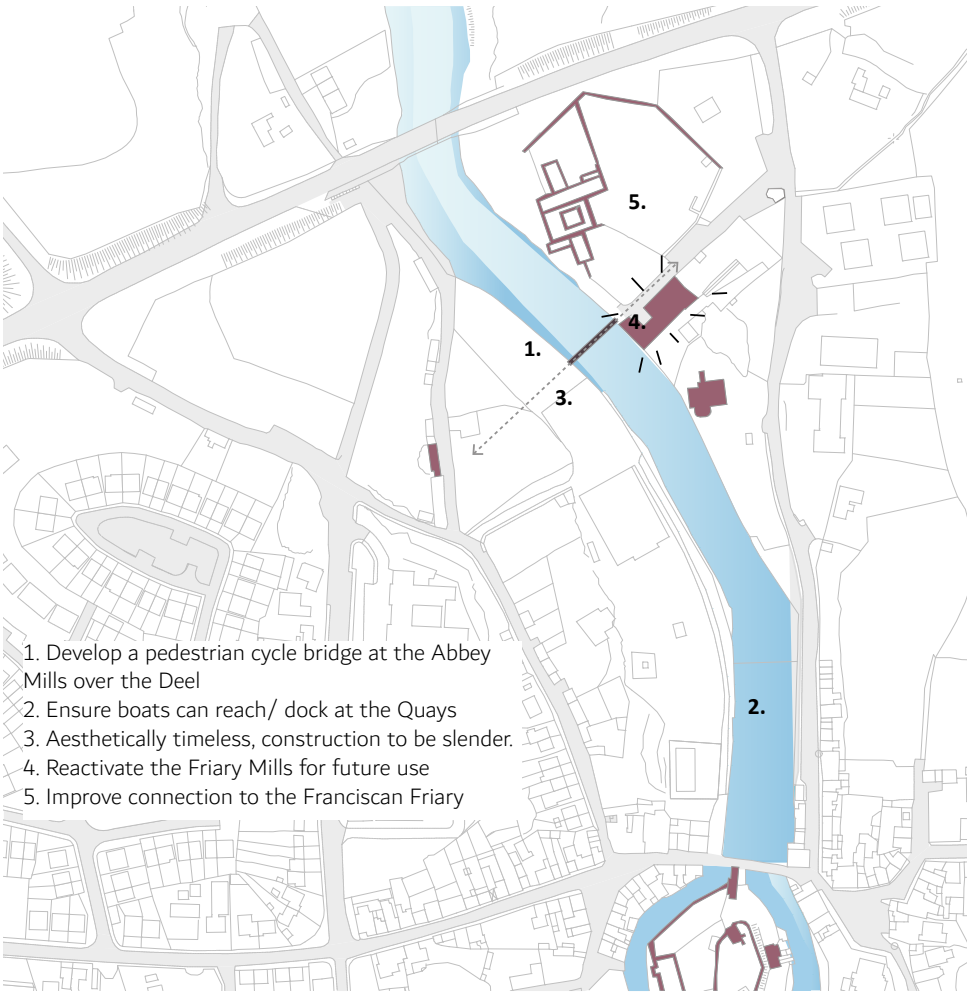 5.
4.
1.
3.
1. Develop a pedestrian cycle bridge at the Abbey
Mills over the Deel
2. Ensure boats can reach/ dock at the Quays
3. Aesthetically timeless, construction to be slender.
4. Reactivate the Friary Mills for future use
5. Improve connection to the Franciscan Friary
2.